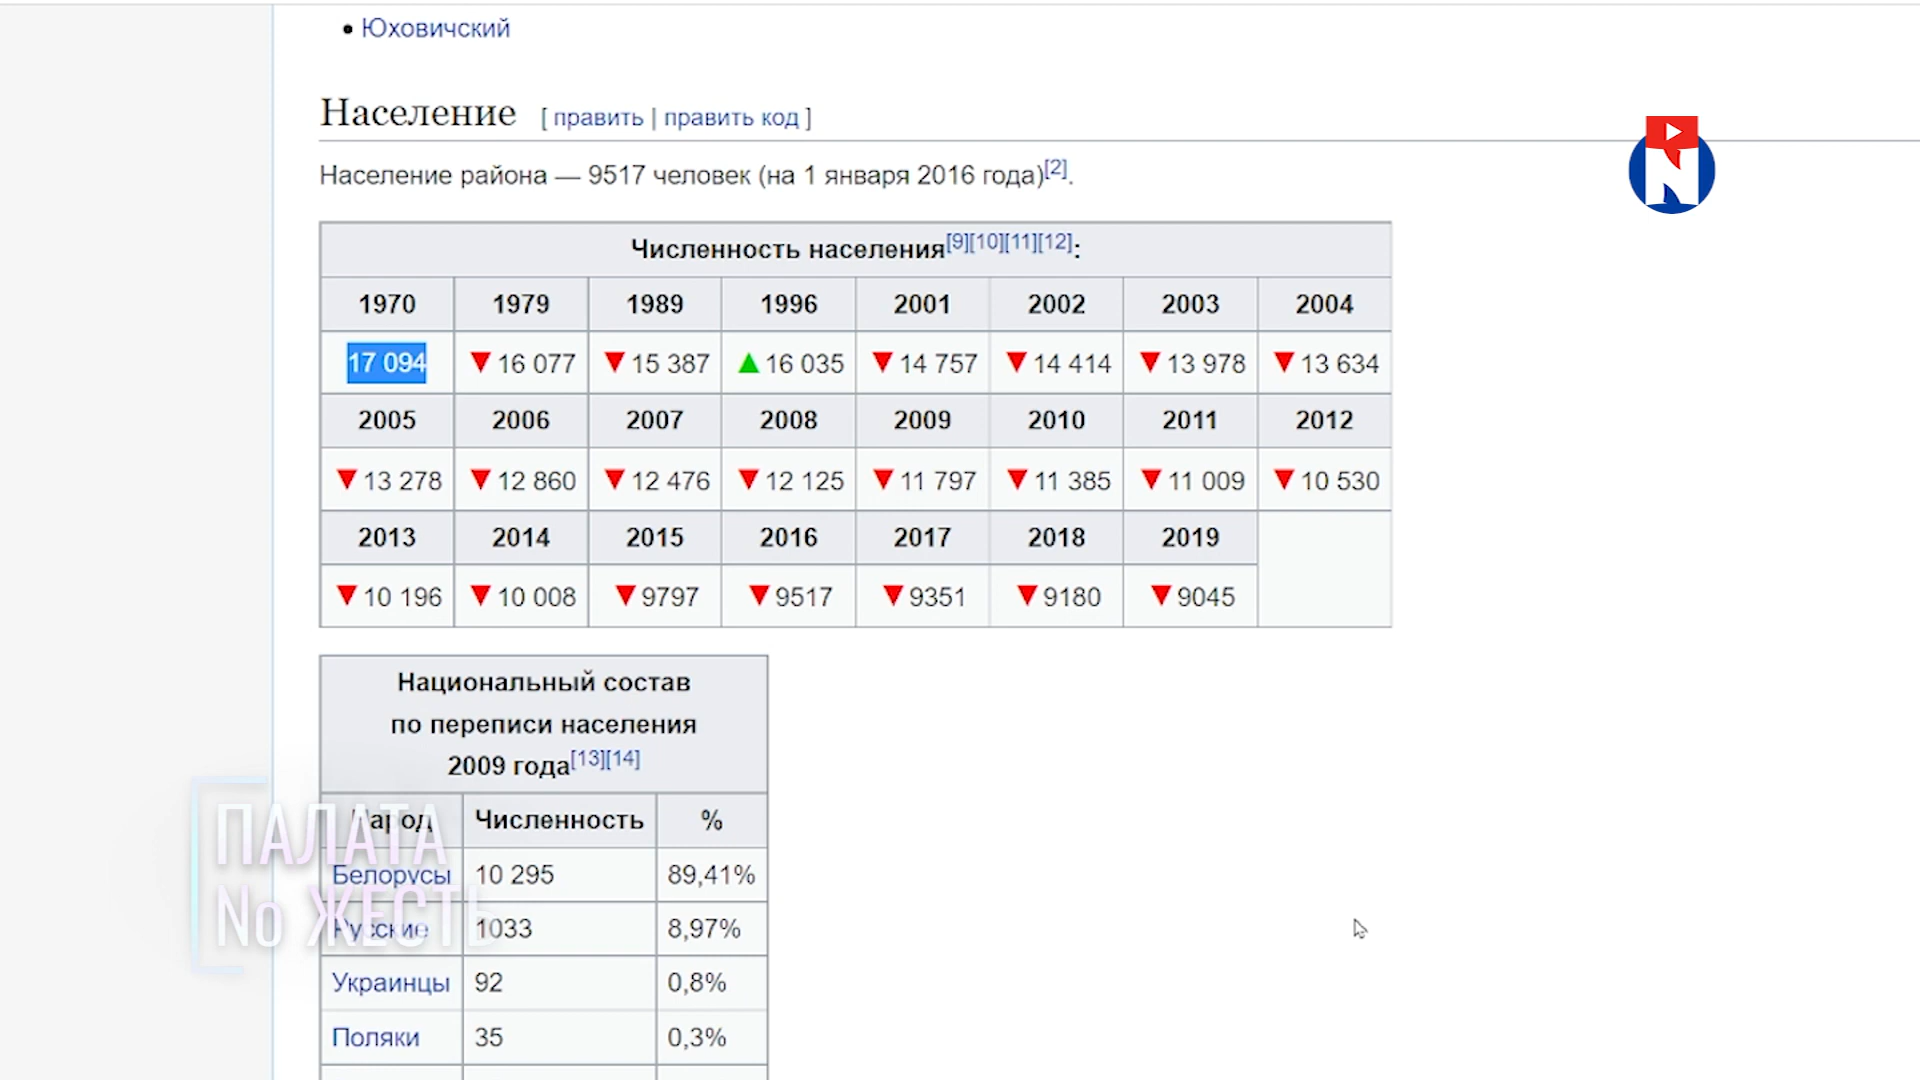 Юховичский
Население [ править | править код ]
Население района — 9517 человек (на 1 января 2016 года)[2].
Численность населения[9][10][11][12]:
1970 1979 1989 1996 2001 2002 2003 2004
17 094 ▼16 077 ▼15 387 ▲16 035 ▼14 757 ▼14 414 ▼13 978 ▼13 634
2005 2006 2007 2008 2009 2010 2011 2012
▼13 278 ▼12 860 ▼12 476 ▼12 125 ▼11 797 ▼11 385 ▼11 009 ▼10 530
2013 2014 2015 2016 2017 2018 2019
▼10 196 ▼10 008 ▼9797 ▼9517 ▼9351 ▼9180 ▼9045
Национальный состав
по переписи населения
2009 года[13][14]
Народ Численность %
Белорусы 10 295 89,41%
Русские 1033 8,97%
Украинцы 92 0,8%
Поляки 35 0,3%
ПАЛАТА
No ЖЕСТЬ
N